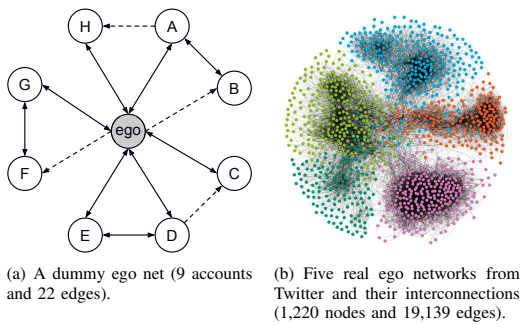 H
A
G
B
ego
F
C
E
D
(a) A dummy ego net (9 accounts
and 22 edges).
(b) Five real ego networks from
Twitter and their interconnections
(1,220 nodes and 19,139 edges).